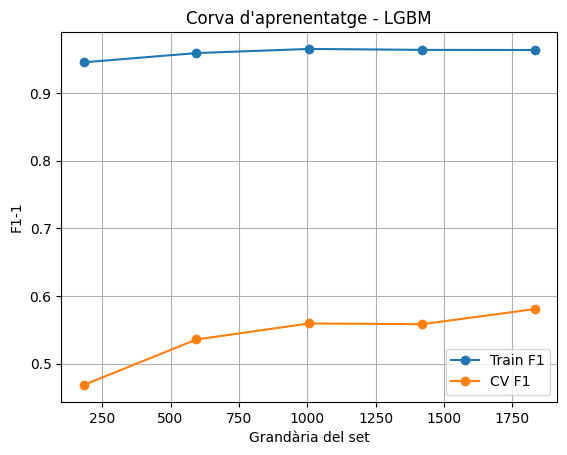 Corva d'aprenentatge - LGBM
F1-1
0.9
0.8
0.7
0.6
0.5
Train F1
CV F1
250
500
750
1000
1250
1500
1750
Grandària del set